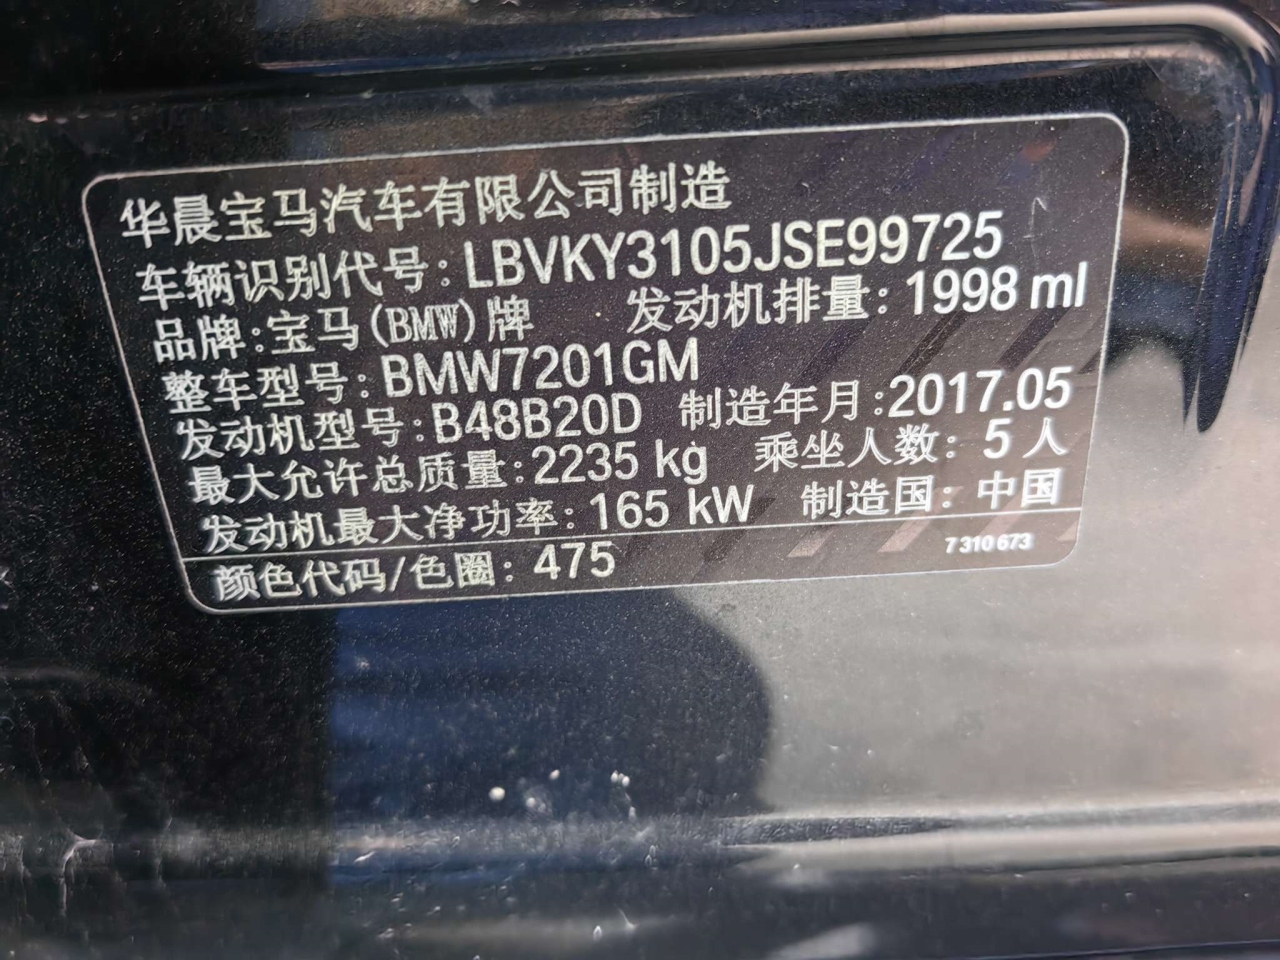 华晨宝马汽车有限公司制造
车辆识别代号: LBVKY3105JSE99725
品牌:宝马(BMW)牌 发动机排量: 1998 ml
整车型号: BMW7201GM
发动机型号: B48B20D 制造年月:2017.05
最大允许总质量:2235 kg 乘坐人数: 5 人
发动机最大净功率: 165 kW 制造国: 中国
颜色代码/色圈: 475 7 310 673